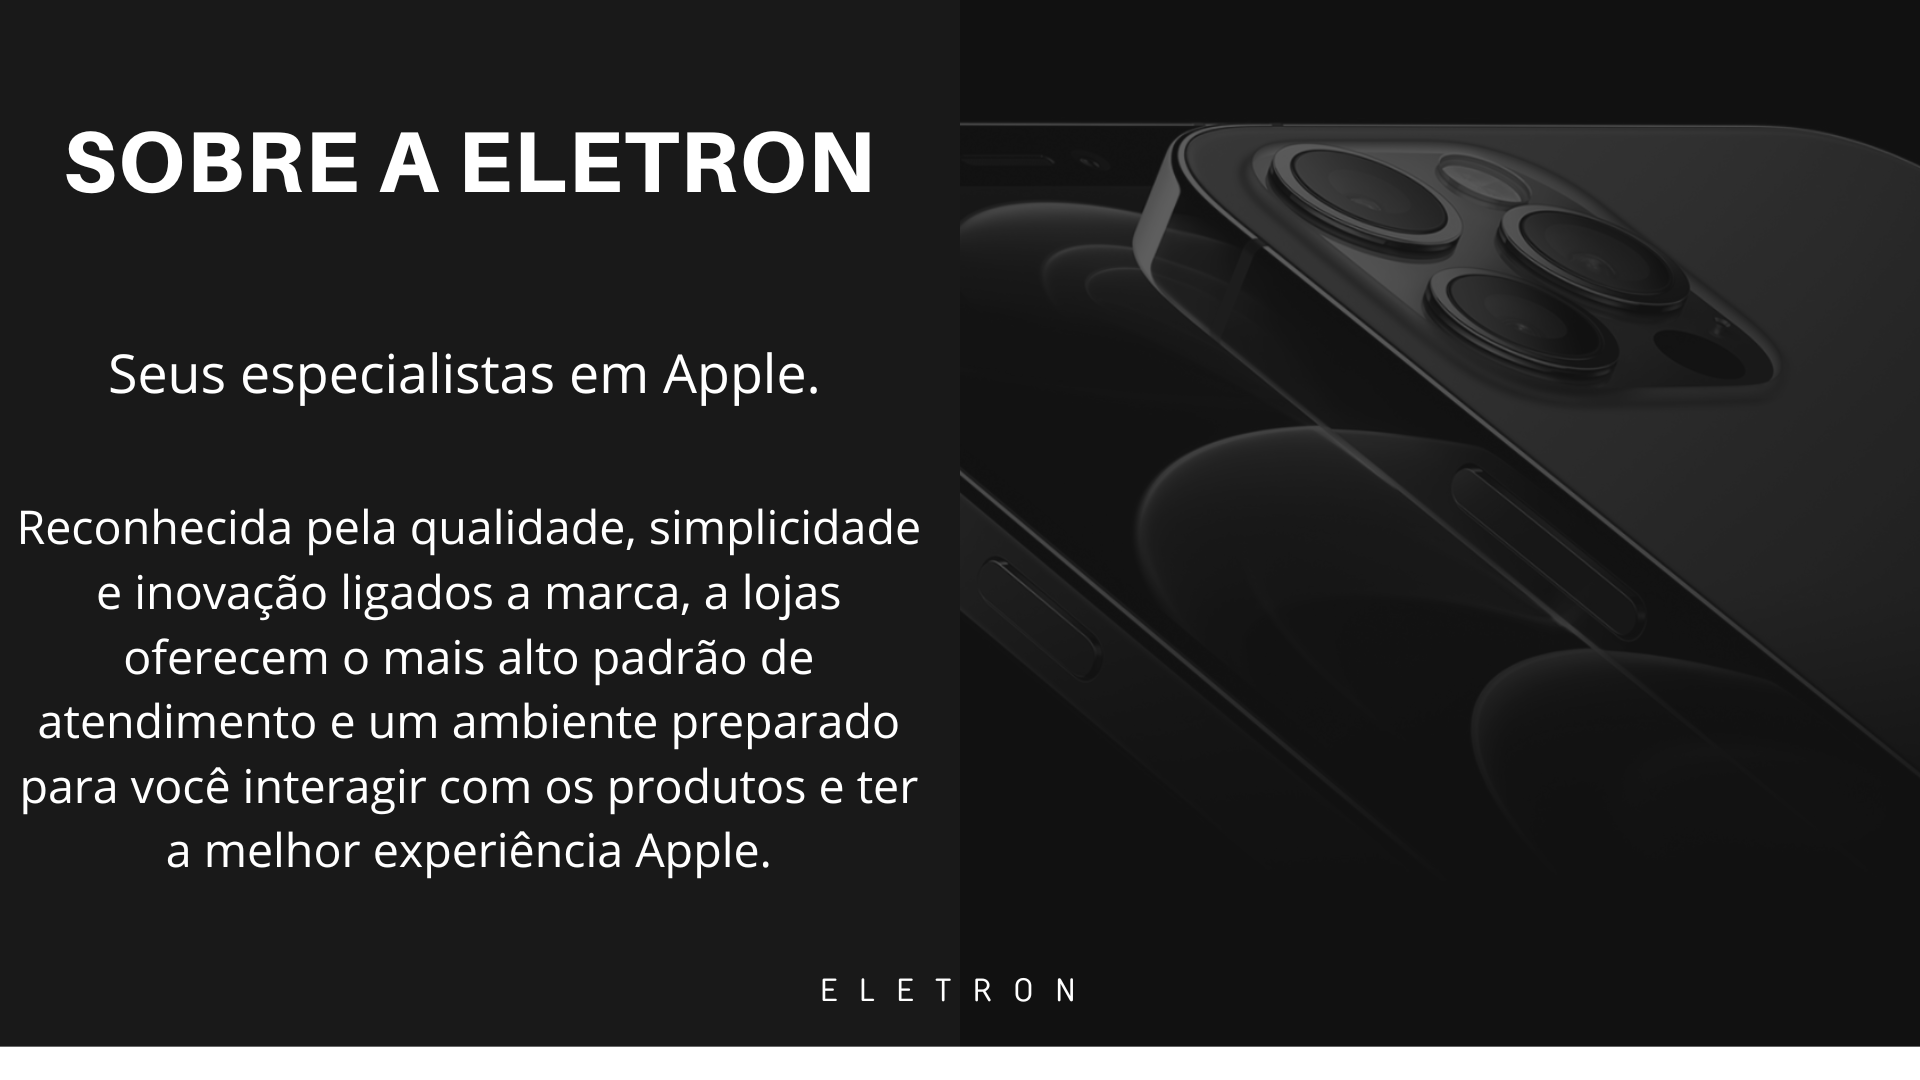 SOBRE A ELETRON
Seus especialistas em Apple.
Reconhecida pela qualidade, simplicidade
e inovação ligados a marca, a lojas
oferecem o mais alto padrão de
atendimento e um ambiente preparado
para você interagir com os produtos e ter
a melhor experiência Apple.
ELETRON